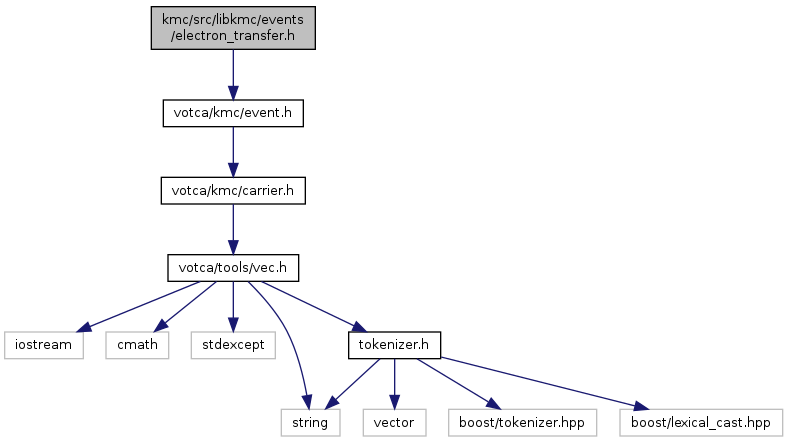 kmc/src/libkmc/events
/electron_transfer.h
votca/kmc/event.h
votca/kmc/carrier.h
votca/tools/vec.h
iostream
cmath
stdexcept
tokenizer.h
string
vector
boost/tokenizer.hpp
boost/lexical_cast.hpp